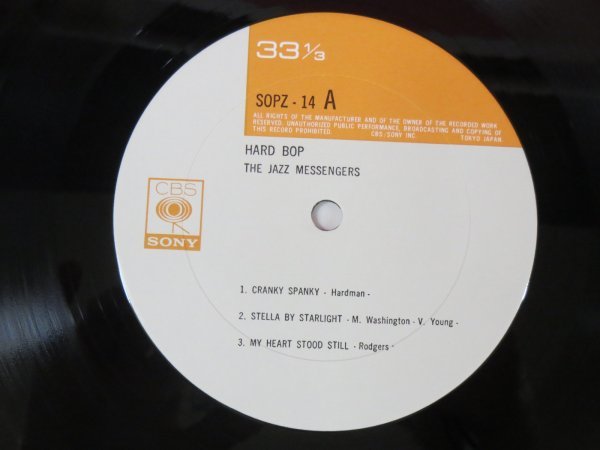 33 1/3
SOPZ - 14 A
ALL RIGHTS OF THE MANUFACTURER AND OF THE OWNER OF THE RECORDED WORK
RESERVED. UNAUTHORIZED PUBLIC PERFORMANCE, BROADCASTING AND COPYING OF
THIS RECORD PROHIBITED. CBS/SONY INC. TOKYO JAPAN.
HARD BOP
THE JAZZ MESSENGERS
CBS
SONY
1. CRANKY SPANKY - Hardman -
2. STELLA BY STARLIGHT - M. Washington - V. Young -
3. MY HEART STOOD STILL - Rodgers -